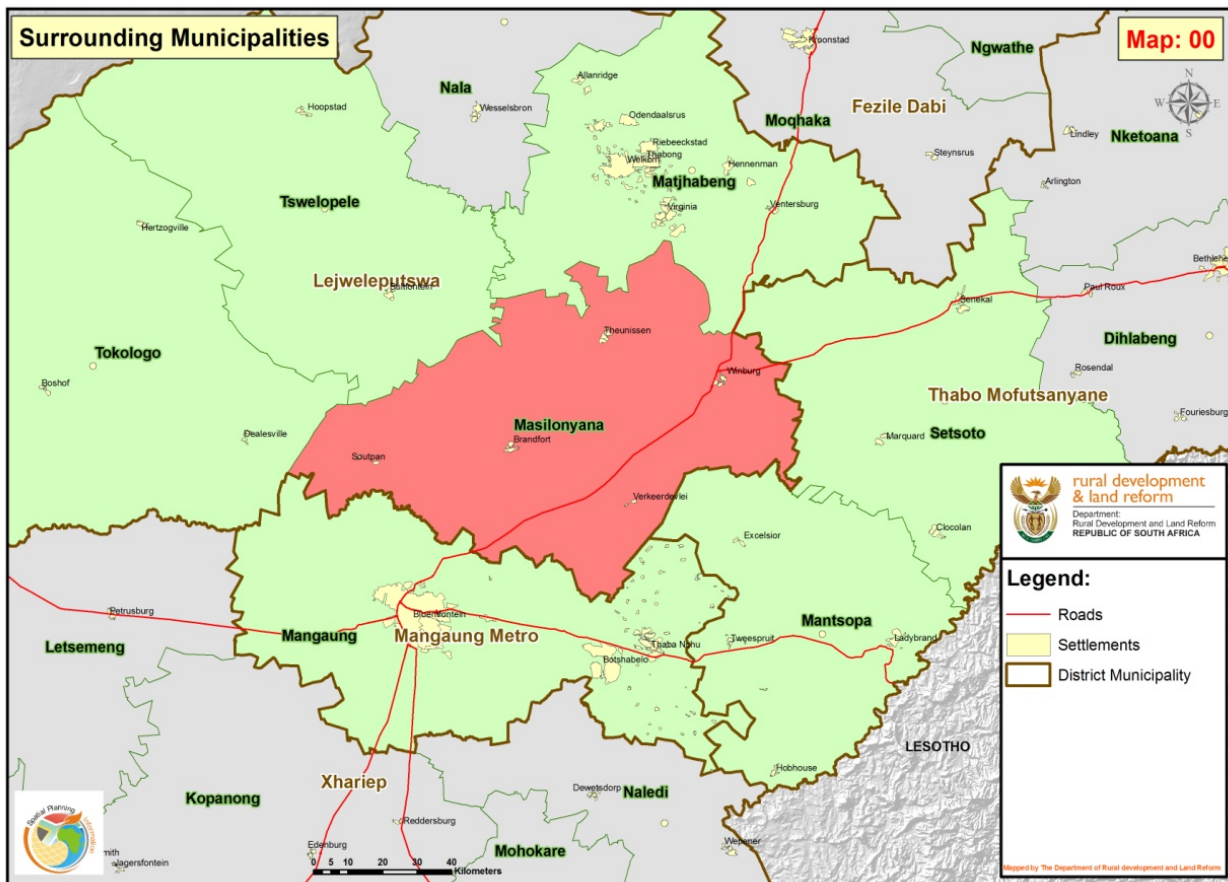 Surrounding Municipalities
Map: 00
N
W
E
S
Kroonstad
Ngwathe
Allanridge
Nala
Wesselsbron
Hoopstad
Fezile Dabi
Odendaalsrus
Moqhaka
Nketoana
Lindley
Riebeeckstad
Thabong
Welkom
Steynsrus
Hennenman
Matjhabeng
Arlington
Tswelopele
Virginia
Ventersburg
Hertzogville
Bethlehe
Lejweleputswa
Bultfontein
Paul Roux
Senekal
Theunissen
Dihlabeng
Tokologo
Winburg
Rosendal
Boshof
Thabo Mofutsanyane
Fouriesburg
Masilonyana
Setsoto
Dealesville
Brandfort
Marquard
Soutpan
Verkeerdevlei
Clocolan
Excelsior
Petrusburg
Bloemfontein
Mantsopa
Mangaung
Mangaung Metro
Letsemeng
Thaba Nchu
Tweespruit
Ladybrand
Botshabelo
LESOTHO
Hobhouse
Xhariep
Kopanong
Dewetsdorp
Naledi
Reddersburg
Edenburg
Mohokare
Wepener
mith
Jagersfontein
0 5 10 20 30 40
Kilometers
Spatial Planning
Information
rural development
& land reform
Department:
Rural Development and Land Reform
REPUBLIC OF SOUTH AFRICA
Legend:
Roads
Settlements
District Municipality
Mapped by The Department of Rural development and Land Reform